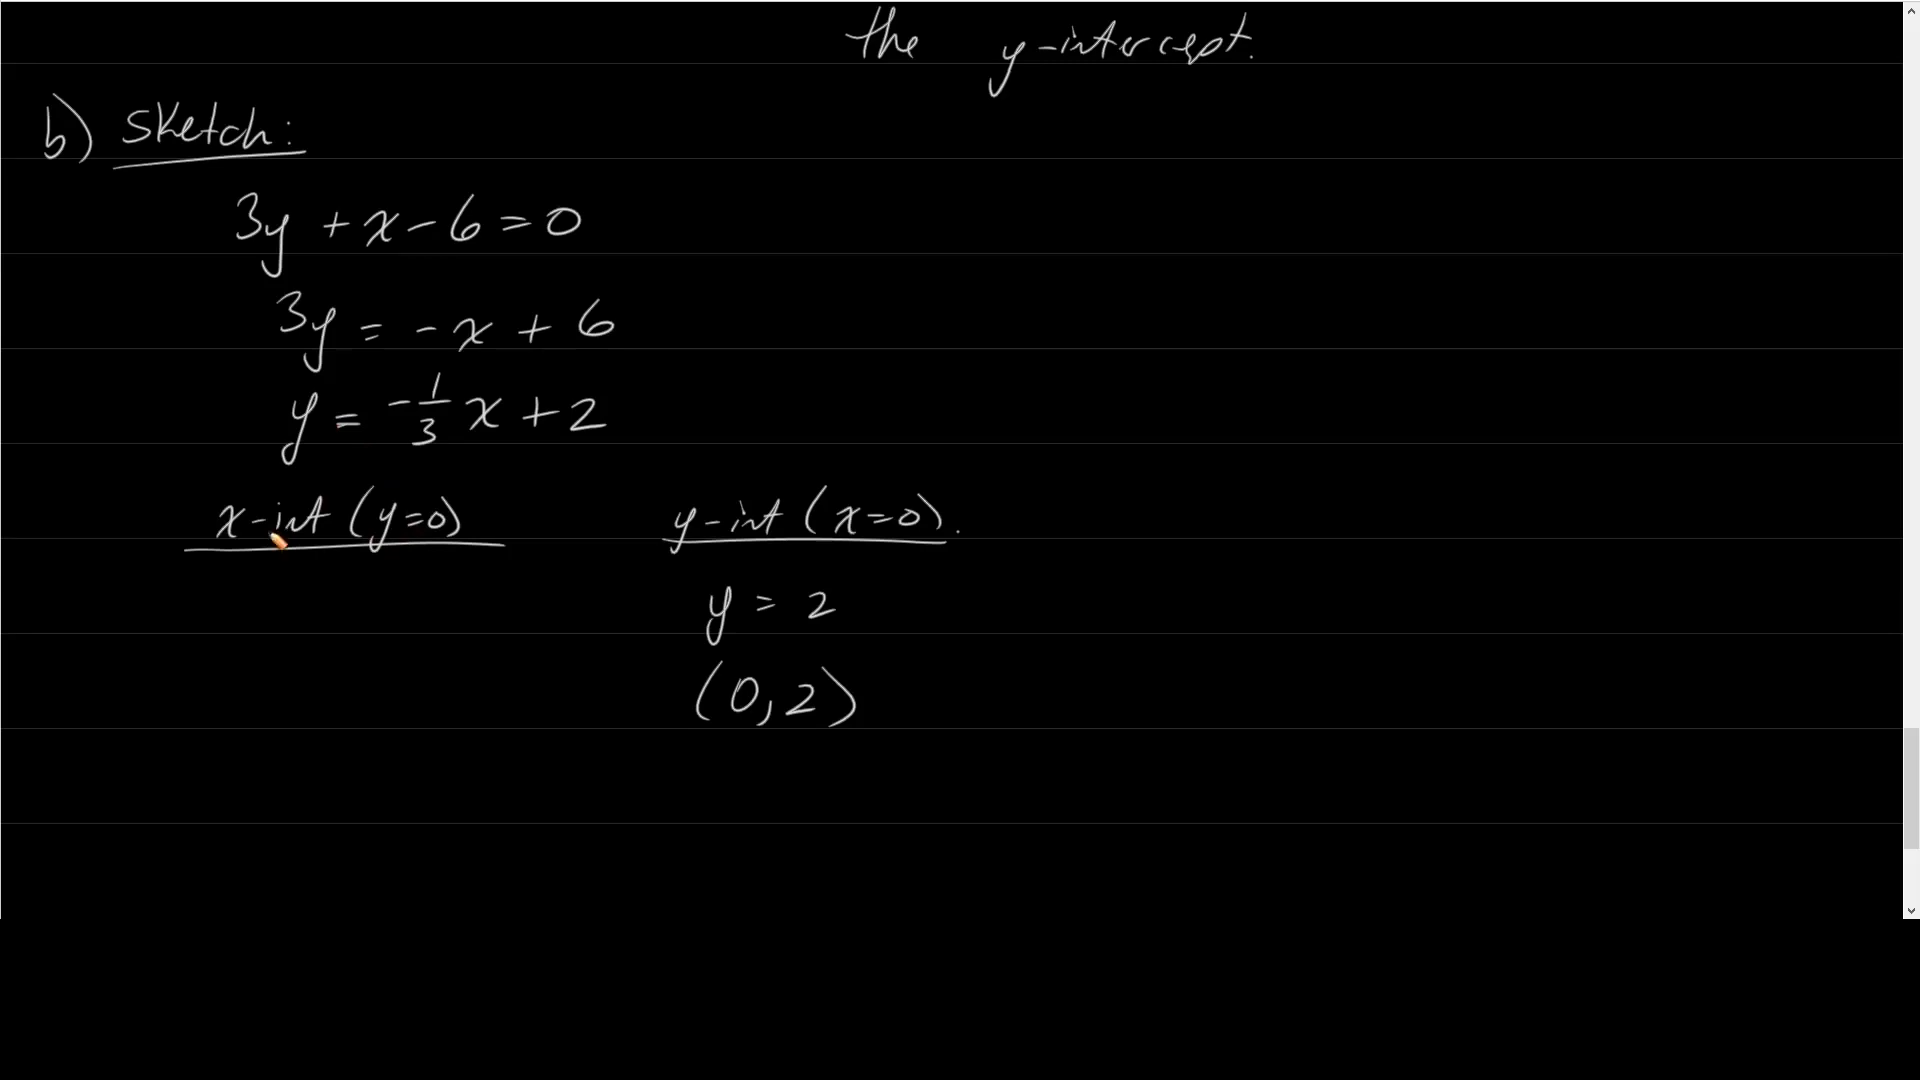 the y-intercept.
b) Sketch:
3y + x - 6 = 0
3y = -x + 6
y = -1/3 x + 2
x-int (y=0) y-int (x=0).
y = 2
(0, 2)